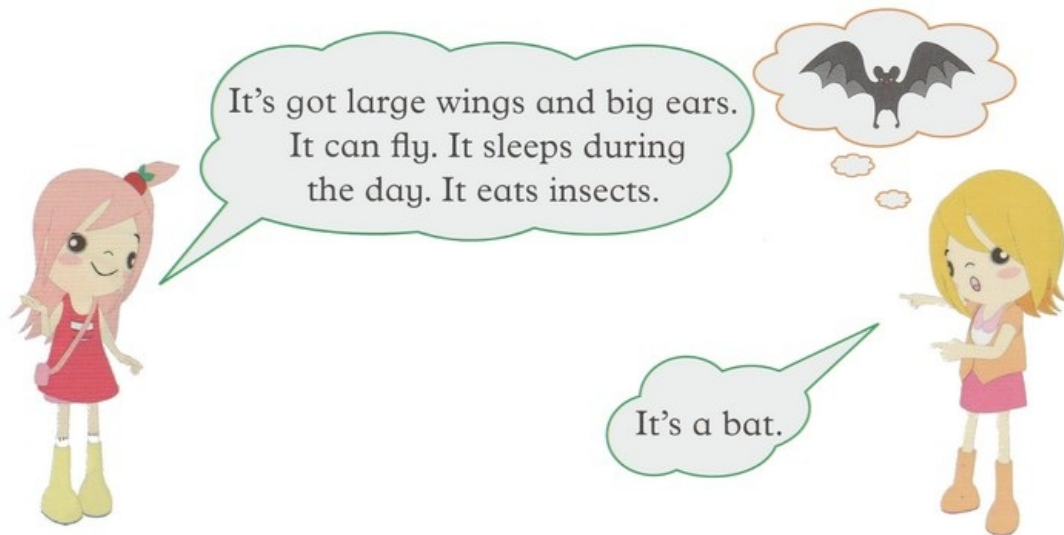 It's got large wings and big ears.
It can fly. It sleeps during
the day. It eats insects.
It's a bat.